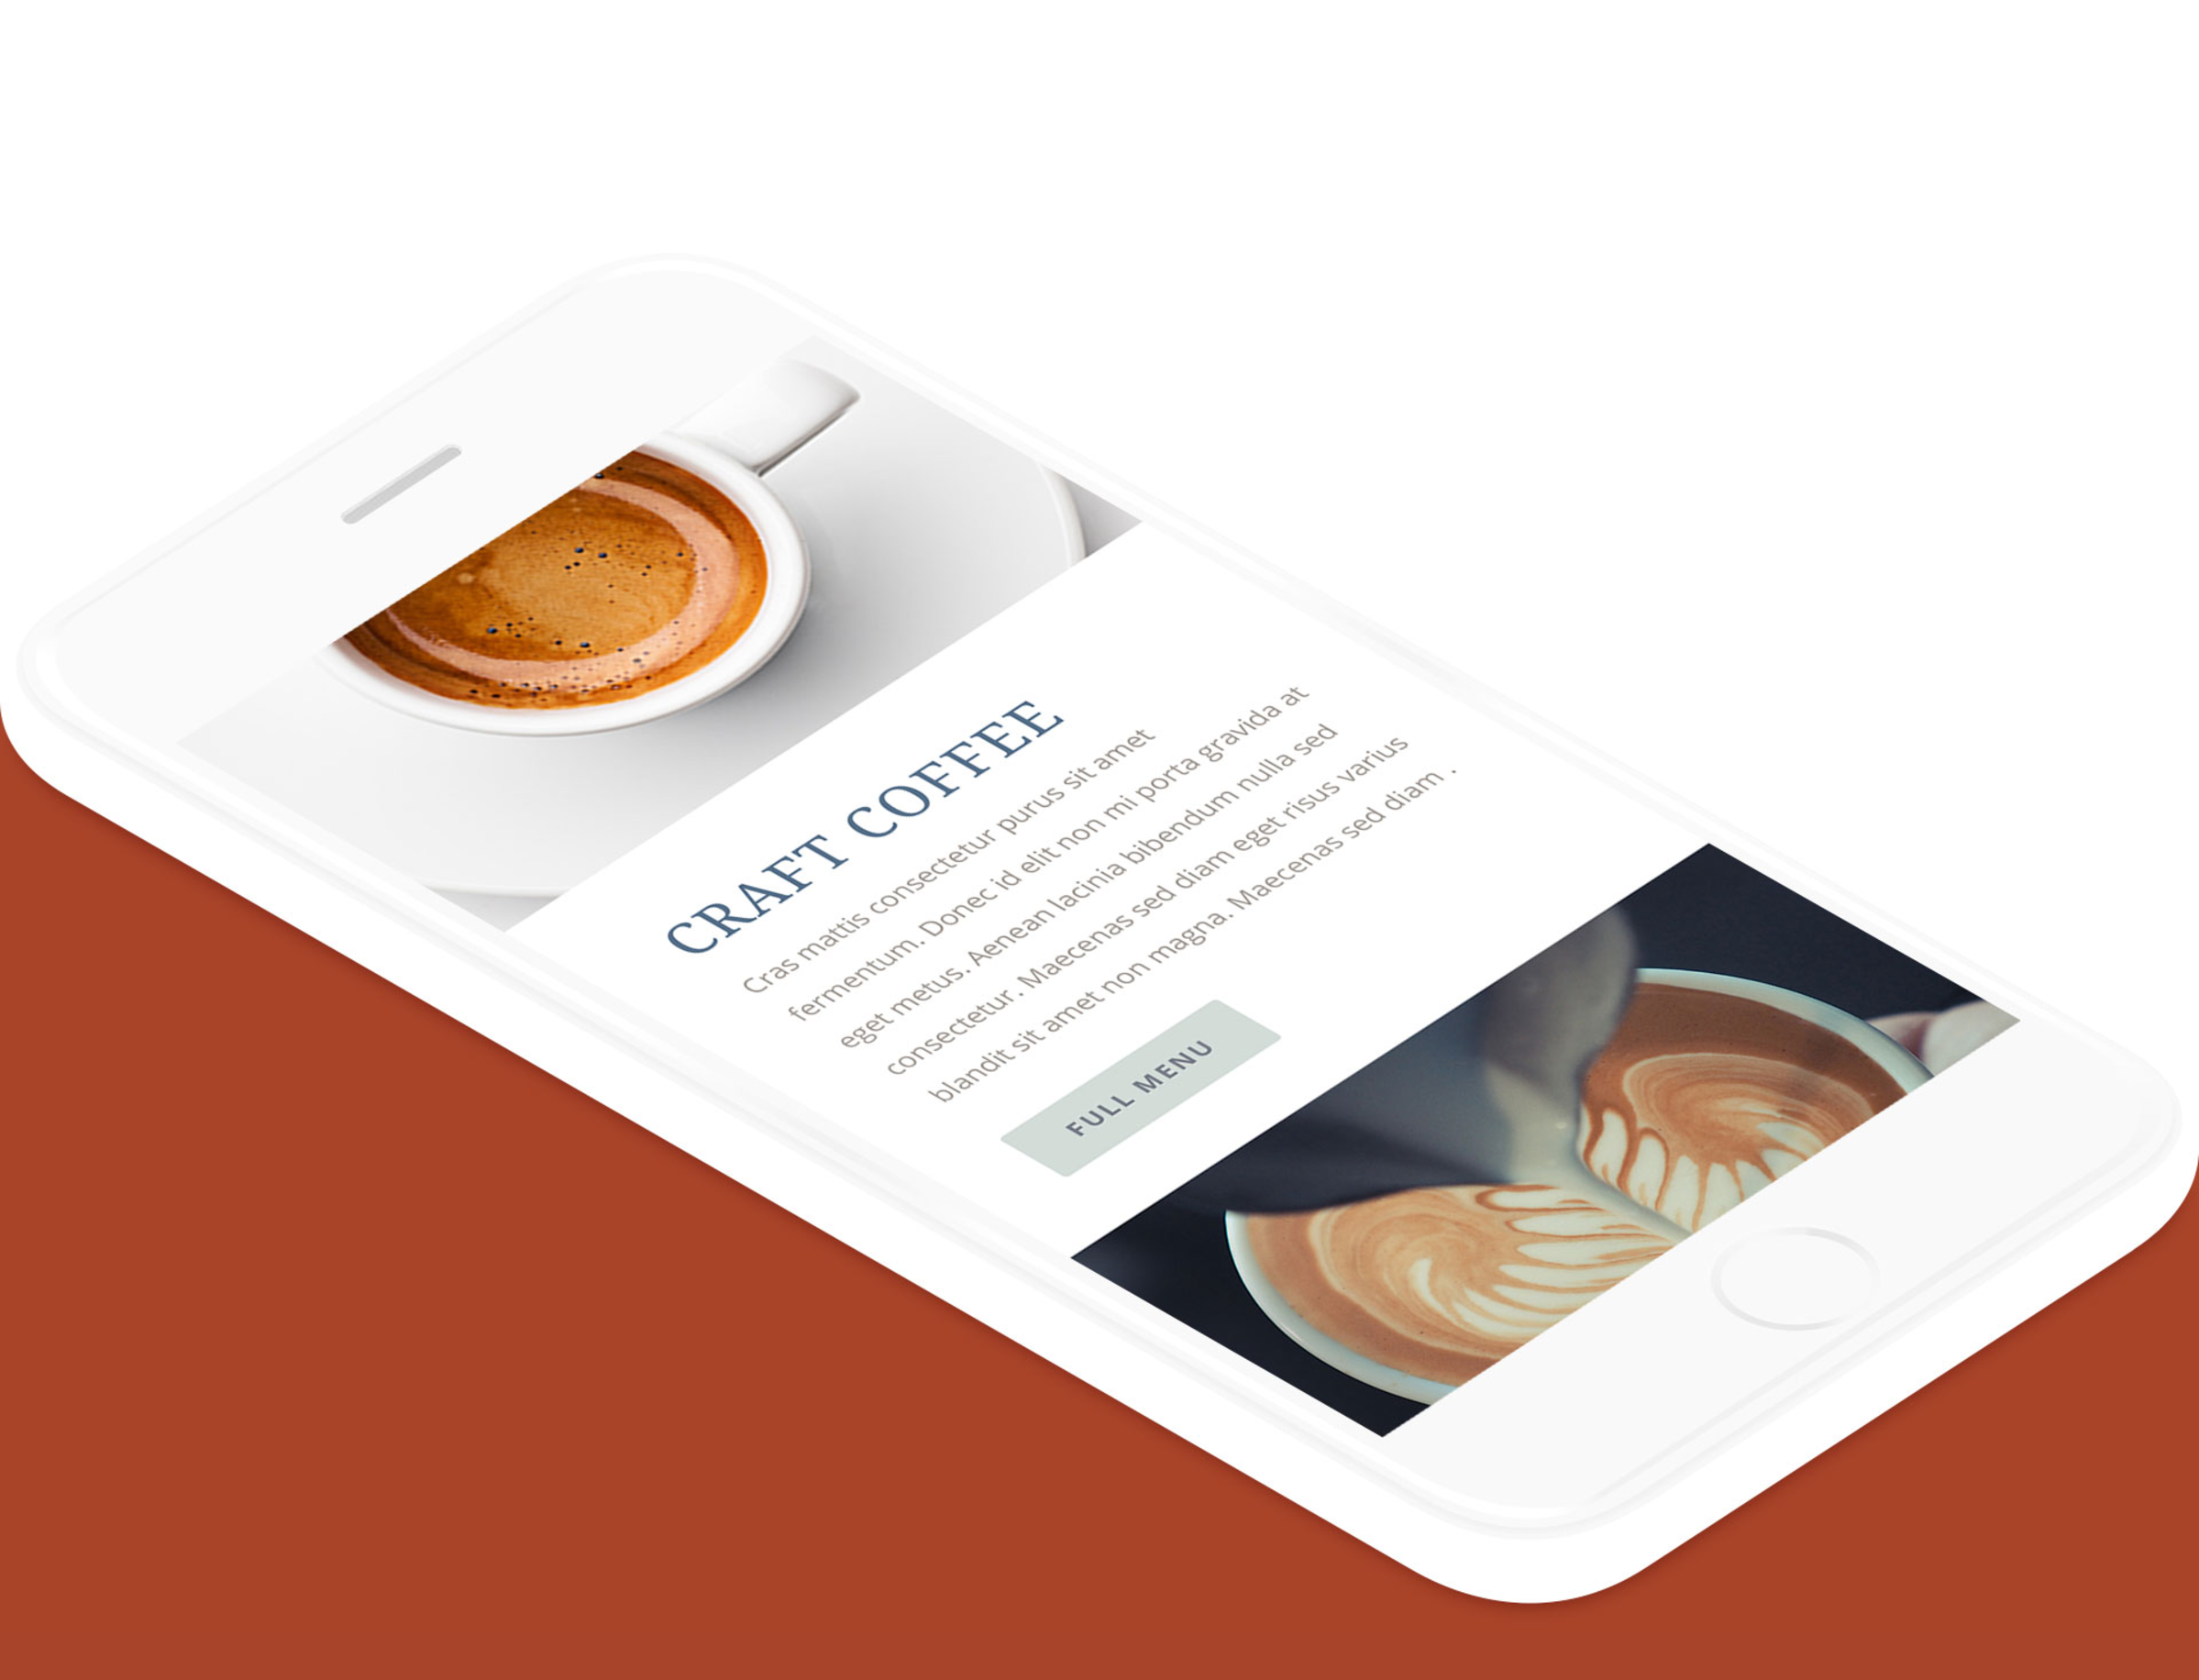 CRAFT COFFEE
Cras mattis consectetur purus sit amet
fermentum. Donec id elit non mi porta gravida at
eget metus. Aenean lacinia bibendum nulla sed
consectetur. Maecenas sed diam eget risus varius
blandit sit amet non magna. Maecenas sed diam .
FULL MENU